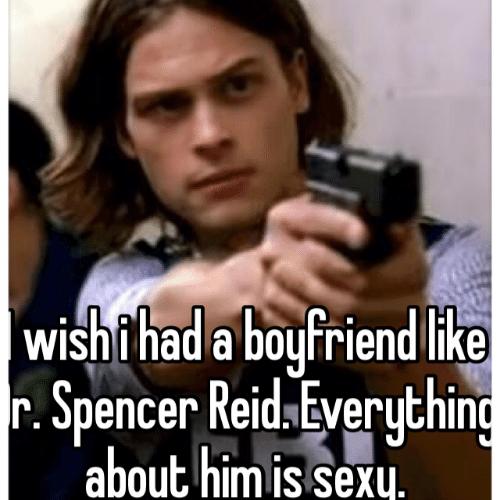 I wish i had a boyfriend like
r. Spencer Reid. Everything
about him is sexy.